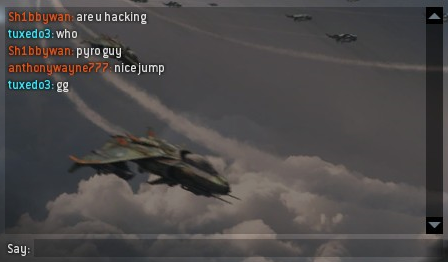 Sh1bbywan: are u hacking
tuxedo3: who
Sh1bbywan: pyro guy
anthonywayne777: nice jump
tuxedo3: gg
Say: